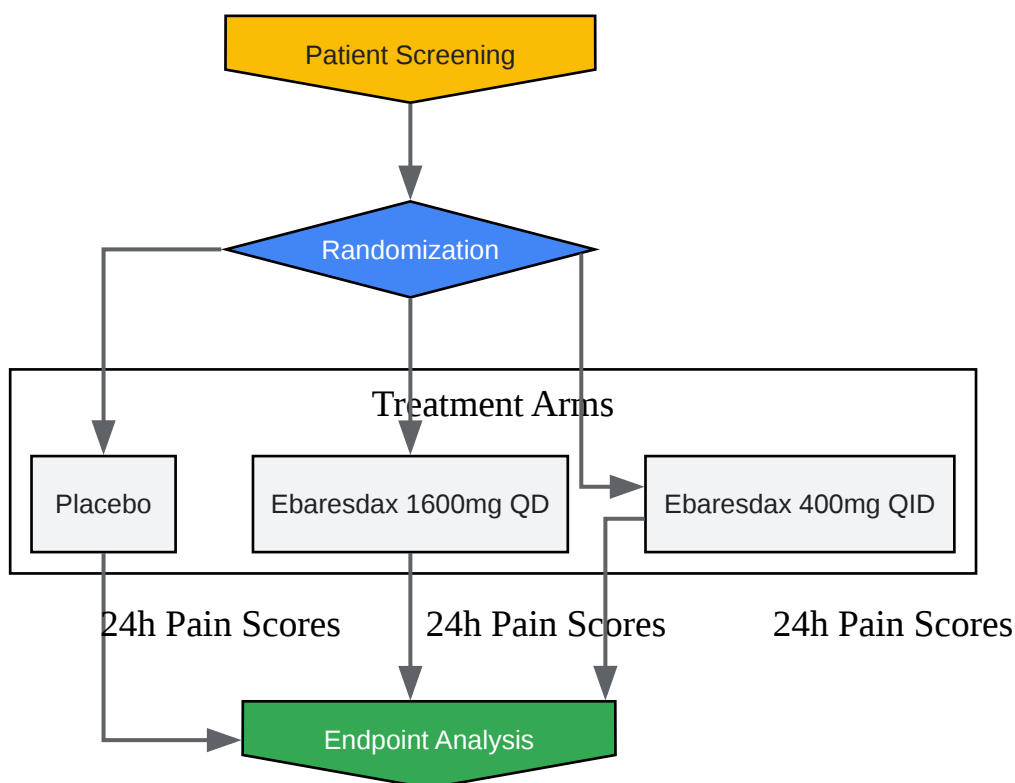 Patient Screening
Randomization
Treatment Arms
Placebo
Ebaresdax 1600mg QD
Ebaresdax 400mg QID
24h Pain Scores
24h Pain Scores
24h Pain Scores
Endpoint Analysis